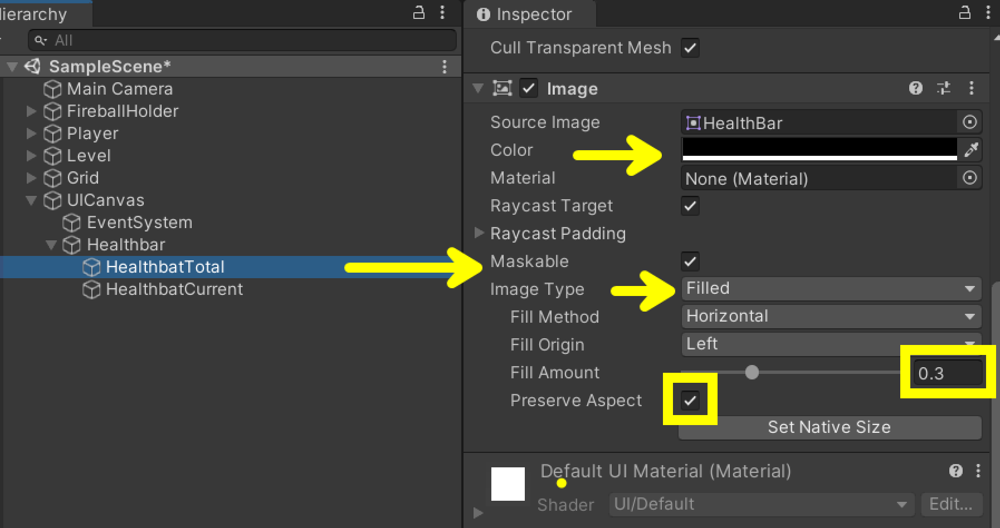 Hierarchy
All
SampleScene*
Main Camera
FireballHolder
Player
Level
Grid
UICanvas
EventSystem
Healthbar
HealthbatTotal
HealthbatCurrent
Inspector
Cull Transparent Mesh
Image
Source Image HealthBar
Color
Material None (Material)
Raycast Target
Raycast Padding
Maskable
Image Type Filled
Fill Method Horizontal
Fill Origin Left
Fill Amount 0.3
Preserve Aspect
Set Native Size
Default UI Material (Material)
Shader UI/Default Edit...